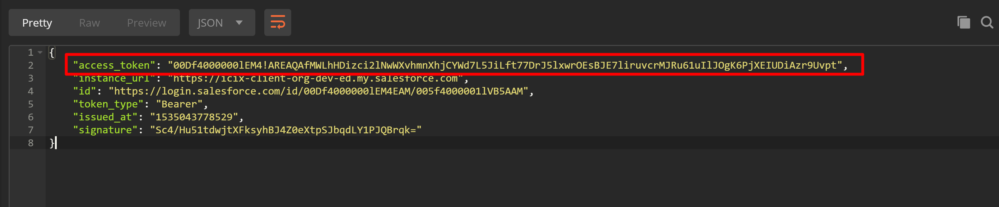 Pretty Raw Preview JSON
1 {
2 "access_token": "00Df4000000lEM4!AREAQAfMWLhHDizci2lNwWXvhmnXhjCYWd7L5JiLft77DrJ5lxwrOEsBJE7liruvcrMJRu61uIlJOgK6PjXEIUDiAzr9Uvpt",
3 "instance_url": "https://icix-client-org-dev-ed.my.salesforce.com",
4 "id": "https://login.salesforce.com/id/00Df4000000lEM4EAM/005f4000001lVB5AAM",
5 "token_type": "Bearer",
6 "issued_at": "1535043778529",
7 "signature": "Sc4/Hu51tdwjtXFksyhBJ4Z0eXtpSJbqdLY1PJQBrqk="
8 }